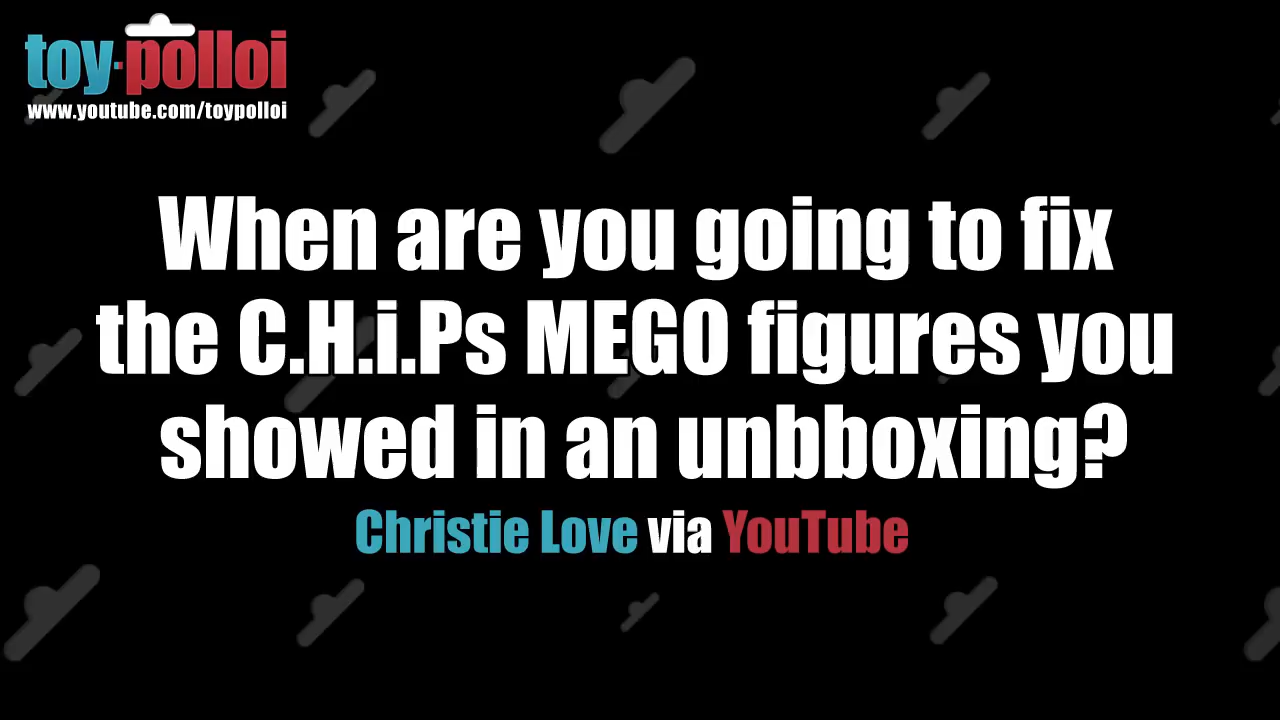 toy·polloi
www.youtube.com/toypolloi
When are you going to fix
the C.H.i.Ps MEGO figures you
showed in an unbboxing?
Christie Love via YouTube